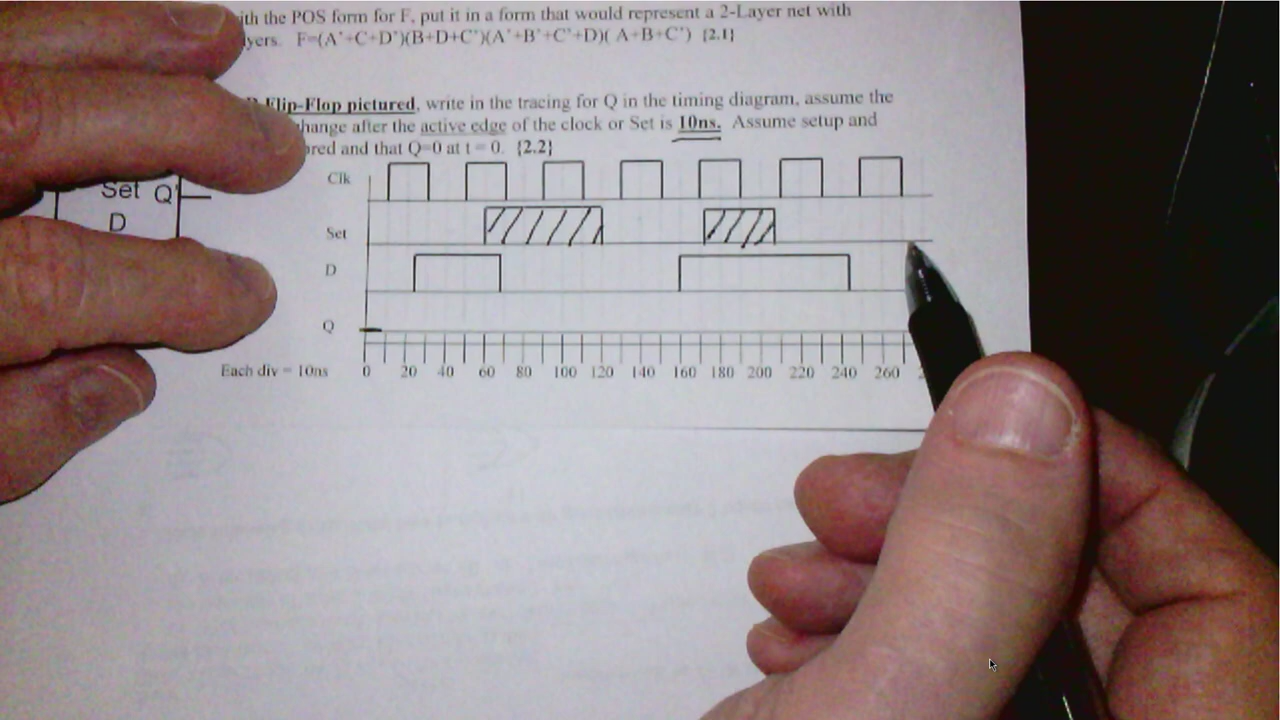 ith the POS form for F, put it in a form that would represent a 2-Layer net with
yers. F=(A'+C+D')(B+D+C')(A'+B'+C'+D)( A+B+C') {2.1}
Flip-Flop pictured, write in the tracing for Q in the timing diagram, assume the
hange after the active edge of the clock or Set is 10ns. Assume setup and
red and that Q=0 at t = 0. {2.2}
Clk
Set Q'
D
Set
D
Q
Each div = 10ns 0 20 40 60 80 100 120 140 160 180 200 220 240 260